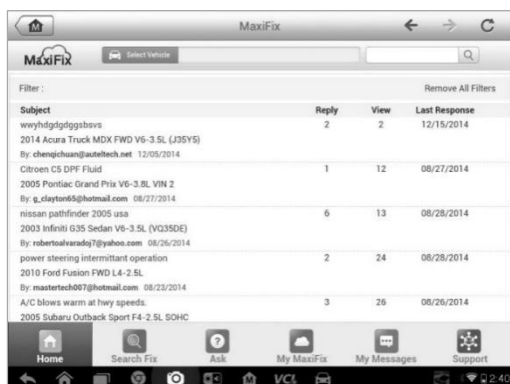 MaxiFix
MaxiFix
Select Vehicle
Filter :
Remove All Filters
Subject Reply View Last Response
wwyhdgdgdggsbsvs 2 2 12/15/2014
2014 Acura Truck MDX FWD V6-3.5L (J35Y5)
By: chenqichuan@auteltech.net 12/05/2014
Citroen C5 DPF Fluid 1 12 08/27/2014
2005 Pontiac Grand Prix V6-3.8L VIN 2
By: g_clayton65@hotmail.com 08/27/2014
nissan pathfinder 2005 usa 6 13 08/28/2014
2003 Infiniti G35 Sedan V6-3.5L (VQ35DE)
By: robertoalvaradoj7@yahoo.com 08/26/2014
power steering intermittant operation 2 24 08/28/2014
2010 Ford Fusion FWD L4-2.5L
By: mastertech007@hotmail.com 08/23/2014
A/C blows warm at hwy speeds. 3 26 08/26/2014
2005 Subaru Outback Sport F4-2.5L SOHC
Home Search Fix Ask My MaxiFix My Messages Support
VCI 2:40